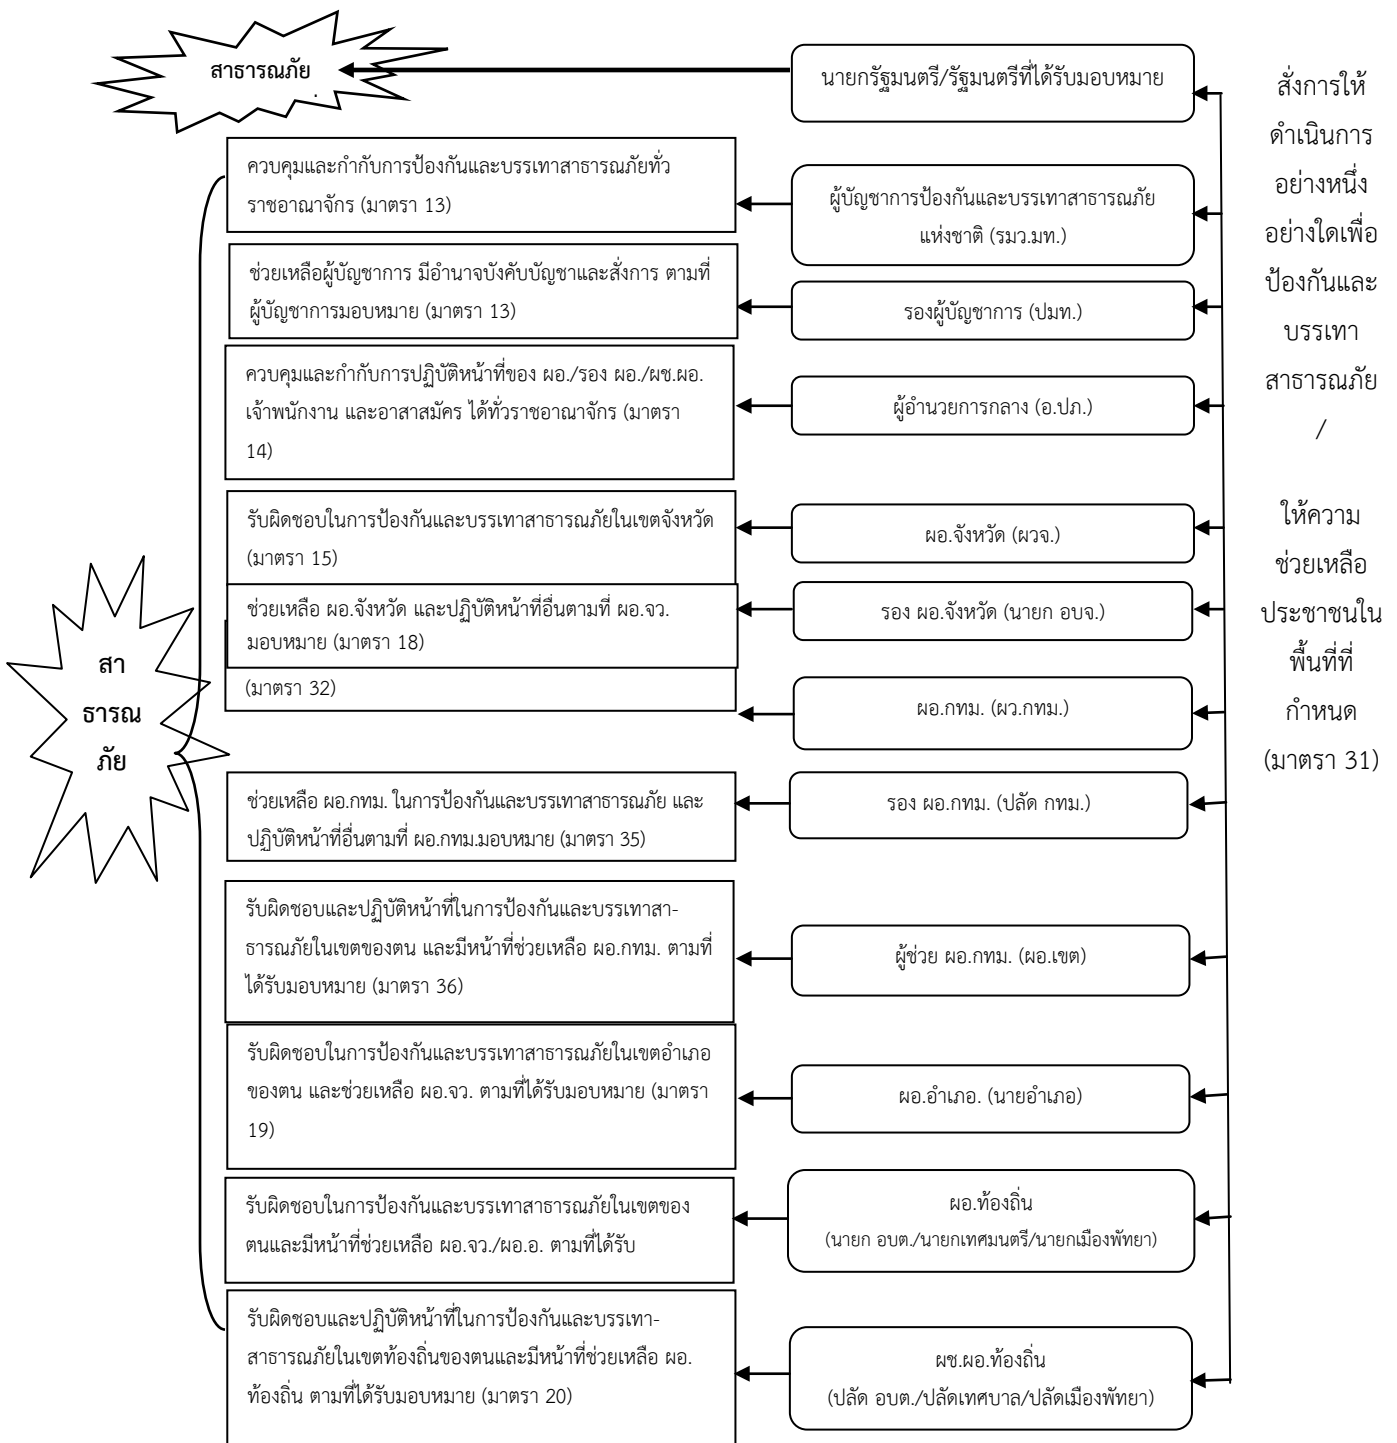 สาธารณภัย
.
นายกรัฐมนตรี/รัฐมนตรีที่ได้รับมอบหมาย
ควบคุมและกำกับการป้องกันและบรรเทาสาธารณภัยทั่ว
ราชอาณาจักร (มาตรา 13)
ผู้บัญชาการป้องกันและบรรเทาสาธารณภัย
แห่งชาติ (รมว.มท.)
ช่วยเหลือผู้บัญชาการ มีอำนาจบังคับบัญชาและสั่งการ ตามที่
ผู้บัญชาการมอบหมาย (มาตรา 13)
รองผู้บัญชาการ (ปมท.)
ควบคุมและกำกับการปฏิบัติหน้าที่ของ ผอ./รอง ผอ./ผช.ผอ.
เจ้าพนักงาน และอาสาสมัคร ได้ทั่วราชอาณาจักร (มาตรา
14)
ผู้อำนวยการกลาง (อ.ปภ.)
รับผิดชอบในการป้องกันและบรรเทาสาธารณภัยในเขตจังหวัด
(มาตรา 15)
ผอ.จังหวัด (ผวจ.)
ช่วยเหลือ ผอ.จังหวัด และปฏิบัติหน้าที่อื่นตามที่ ผอ.จว.
มอบหมาย (มาตรา 18)
รอง ผอ.จังหวัด (นายก อบจ.)
(มาตรา 32)
ผอ.กทม. (ผว.กทม.)
ช่วยเหลือ ผอ.กทม. ในการป้องกันและบรรเทาสาธารณภัย และ
ปฏิบัติหน้าที่อื่นตามที่ ผอ.กทม.มอบหมาย (มาตรา 35)
รอง ผอ.กทม. (ปลัด กทม.)
รับผิดชอบและปฏิบัติหน้าที่ในการป้องกันและบรรเทาสา-
ธารณภัยในเขตของตน และมีหน้าที่ช่วยเหลือ ผอ.กทม. ตามที่
ได้รับมอบหมาย (มาตรา 36)
ผู้ช่วย ผอ.กทม. (ผอ.เขต)
รับผิดชอบในการป้องกันและบรรเทาสาธารณภัยในเขตอำเภอ
ของตน และช่วยเหลือ ผอ.จว. ตามที่ได้รับมอบหมาย (มาตรา
19)
ผอ.อำเภอ. (นายอำเภอ)
รับผิดชอบในการป้องกันและบรรเทาสาธารณภัยในเขตของ
ตนและมีหน้าที่ช่วยเหลือ ผอ.จว./ผอ.อ. ตามที่ได้รับ
ผอ.ท้องถิ่น
(นายก อบต./นายกเทศมนตรี/นายกเมืองพัทยา)
รับผิดชอบและปฏิบัติหน้าที่ในการป้องกันและบรรเทา-
สาธารณภัยในเขตท้องถิ่นของตนและมีหน้าที่ช่วยเหลือ ผอ.
ท้องถิ่น ตามที่ได้รับมอบหมาย (มาตรา 20)
ผช.ผอ.ท้องถิ่น
(ปลัด อบต./ปลัดเทศบาล/ปลัดเมืองพัทยา)
สา
ธารณ
ภัย
สั่งการให้
ดำเนินการ
อย่างหนึ่ง
อย่างใดเพื่อ
ป้องกันและ
บรรเทา
สาธารณภัย
/
ให้ความ
ช่วยเหลือ
ประชาชนใน
พื้นที่ที่
กำหนด
(มาตรา 31)